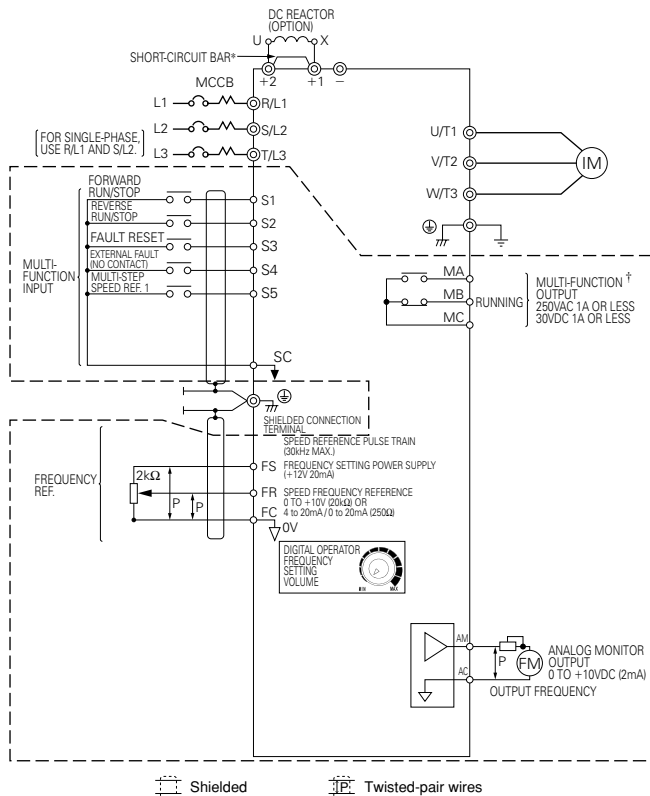 DC REACTOR
(OPTION)
U X
SHORT-CIRCUIT BAR*
+2 +1 −
MCCB
L1 R/L1
L2 S/L2
L3 T/L3
[FOR SINGLE-PHASE,
USE R/L1 AND S/L2.]
U/T1
V/T2
W/T3
IM
FORWARD
RUN/STOP
S1
REVERSE
RUN/STOP
S2
FAULT RESET
S3
EXTERNAL FAULT
(NO CONTACT)
S4
MULTI-STEP
SPEED REF. 1
S5
MULTI-
FUNCTION
INPUT
SC
MA
MB
MC
RUNNING
MULTI-FUNCTION †
OUTPUT
250VAC 1A OR LESS
30VDC 1A OR LESS
SHIELDED CONNECTION
TERMINAL
SPEED REFERENCE PULSE TRAIN
(30kHz MAX.)
FS FREQUENCY SETTING POWER SUPPLY
(+12V 20mA)
FREQUENCY
REF.
2kΩ
P
P
FR SPEED FREQUENCY REFERENCE
0 TO +10V (20kΩ) OR
FC 4 to 20mA / 0 to 20mA (250Ω)
0V
DIGITAL OPERATOR
FREQUENCY
SETTING
VOLUME
P
MIN MAX
AM
AC
P
FM
ANALOG MONITOR
OUTPUT
0 TO +10VDC (2mA)
OUTPUT FREQUENCY
Shielded
P Twisted-pair wires